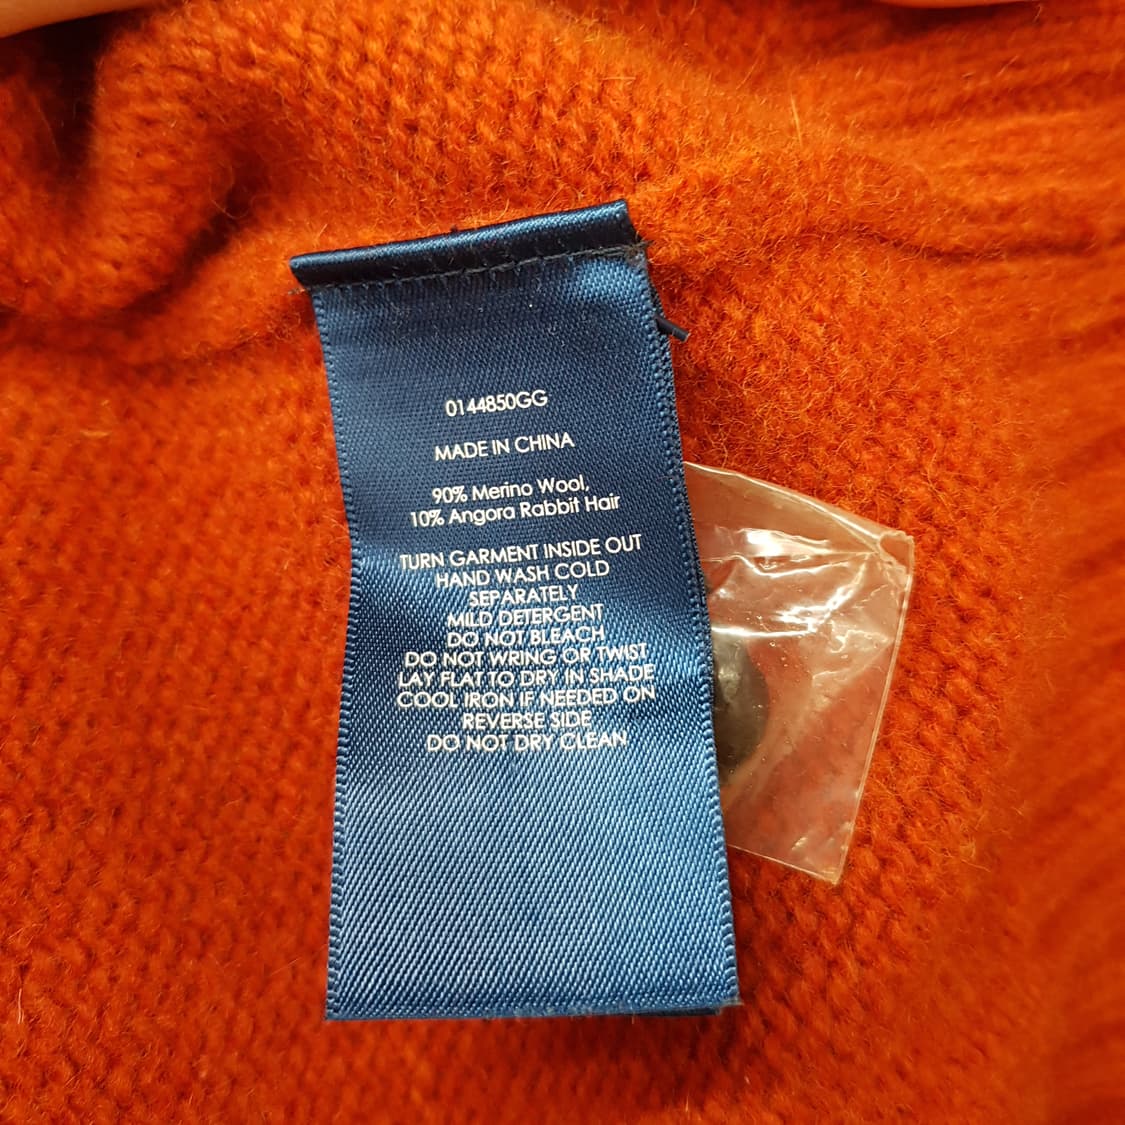 0144850GG
MADE IN CHINA
90% Merino Wool,
10% Angora Rabbit Hair
TURN GARMENT INSIDE OUT
HAND WASH COLD
SEPARATELY
MILD DETERGENT
DO NOT BLEACH
DO NOT WRING OR TWIST
LAY FLAT TO DRY IN SHADE
COOL IRON IF NEEDED ON
REVERSE SIDE
DO NOT DRY CLEAN